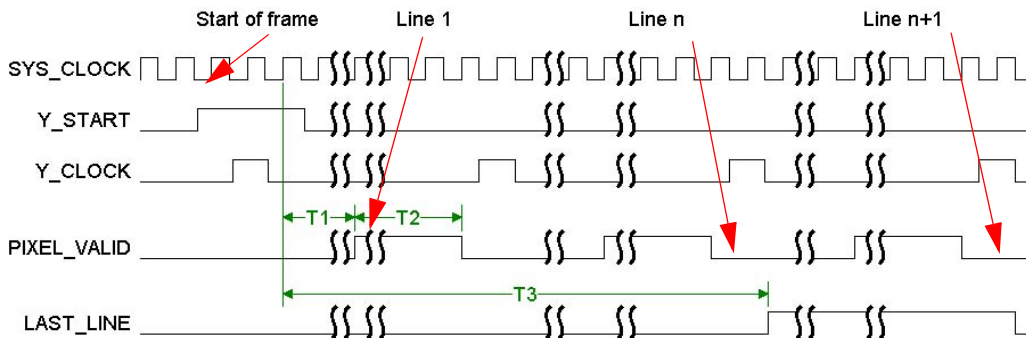 Start of frame
Line 1
Line n
Line n+1
SYS_CLOCK
Y_START
Y_CLOCK
T1
T2
PIXEL_VALID
T3
LAST_LINE